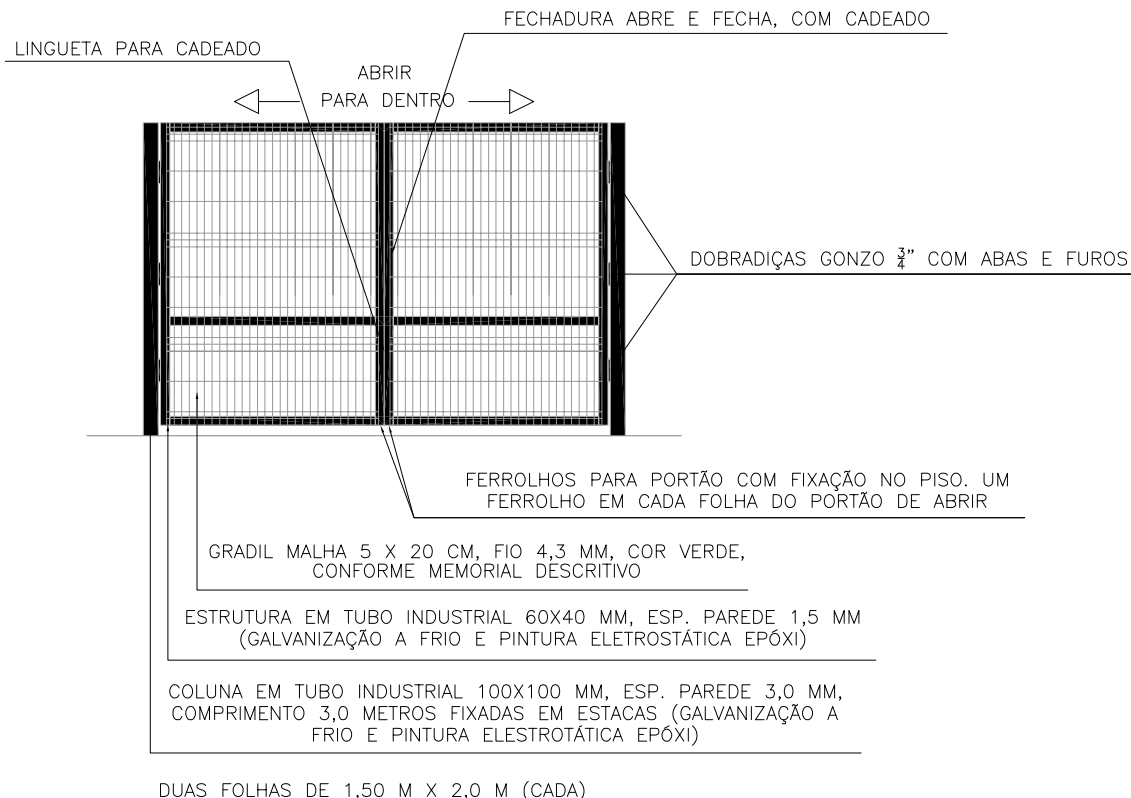 FECHADURA ABRE E FECHA, COM CADEADO
LINGUETA PARA CADEADO
ABRIR
PARA DENTRO
DOBRADIÇAS GONZO 3/4" COM ABAS E FUROS
FERROLHOS PARA PORTÃO COM FIXAÇÃO NO PISO. UM
FERROLHO EM CADA FOLHA DO PORTÃO DE ABRIR
GRADIL MALHA 5 X 20 CM, FIO 4,3 MM, COR VERDE,
CONFORME MEMORIAL DESCRITIVO
ESTRUTURA EM TUBO INDUSTRIAL 60X40 MM, ESP. PAREDE 1,5 MM
(GALVANIZAÇÃO A FRIO E PINTURA ELETROSTÁTICA EPÓXI)
COLUNA EM TUBO INDUSTRIAL 100X100 MM, ESP. PAREDE 3,0 MM,
COMPRIMENTO 3,0 METROS FIXADAS EM ESTACAS (GALVANIZAÇÃO A
FRIO E PINTURA ELESTROTÁTICA EPÓXI)
DUAS FOLHAS DE 1,50 M X 2,0 M (CADA)